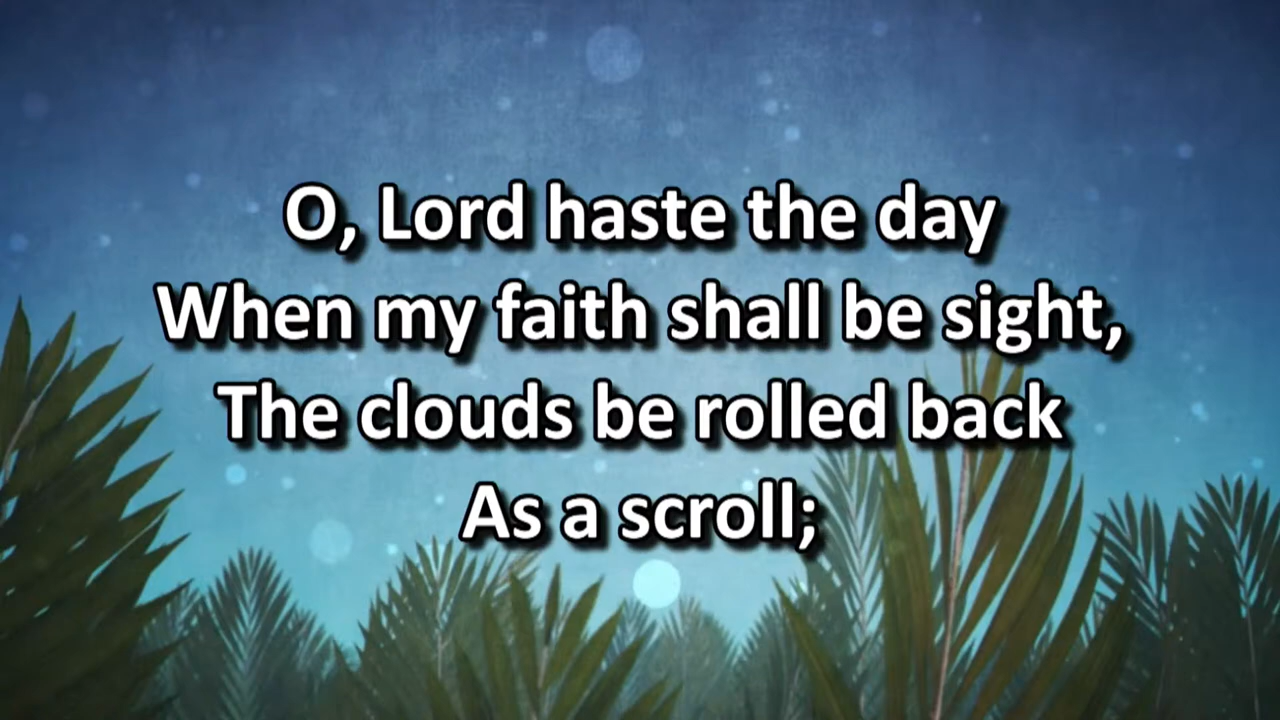 O, Lord haste the day
When my faith shall be sight,
The clouds be rolled back
As a scroll;